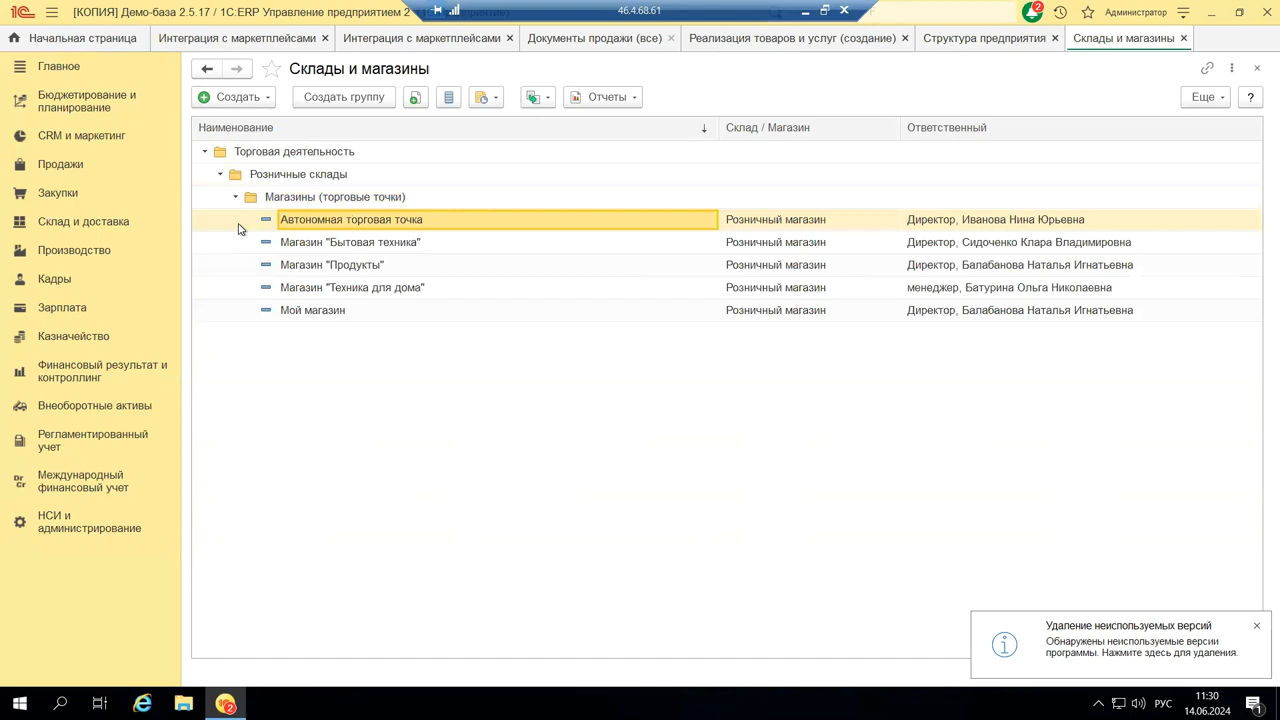 [КОПИЯ] Демо-база 2.5.17 / 1C:ERP Управление предприятием 2
46.4.68.61
2
Администратор
Начальная страница
Интеграция с маркетплейсами
Интеграция с маркетплейсами
Документы продажи (все)
Реализация товаров и услуг (создание)
Структура предприятия
Склады и магазины
Главное
Бюджетирование и
планирование
CRM и маркетинг
Продажи
Закупки
Склад и доставка
Производство
Кадры
Зарплата
Казначейство
Финансовый результат и
контроллинг
Внеоборотные активы
Регламентированный
учет
Международный
финансовый учет
НСИ и
администрирование
Склады и магазины
Создать
Создать группу
Отчеты
Еще
?
Наименование
Склад / Магазин
Ответственный
Торговая деятельность
Розничные склады
Магазины (торговые точки)
Автономная торговая точка
Розничный магазин
Директор, Иванова Нина Юрьевна
Магазин "Бытовая техника"
Розничный магазин
Директор, Сидоченко Клара Владимировна
Магазин "Продукты"
Розничный магазин
Директор, Балабанова Наталья Игнатьевна
Магазин "Техника для дома"
Розничный магазин
менеджер, Батурина Ольга Николаевна
Мой магазин
Розничный магазин
Директор, Балабанова Наталья Игнатьевна
Удаление неиспользуемых версий
Обнаружены неиспользуемые версии
программы. Нажмите здесь для удаления.
2
РУС
11:30
14.06.2024
1